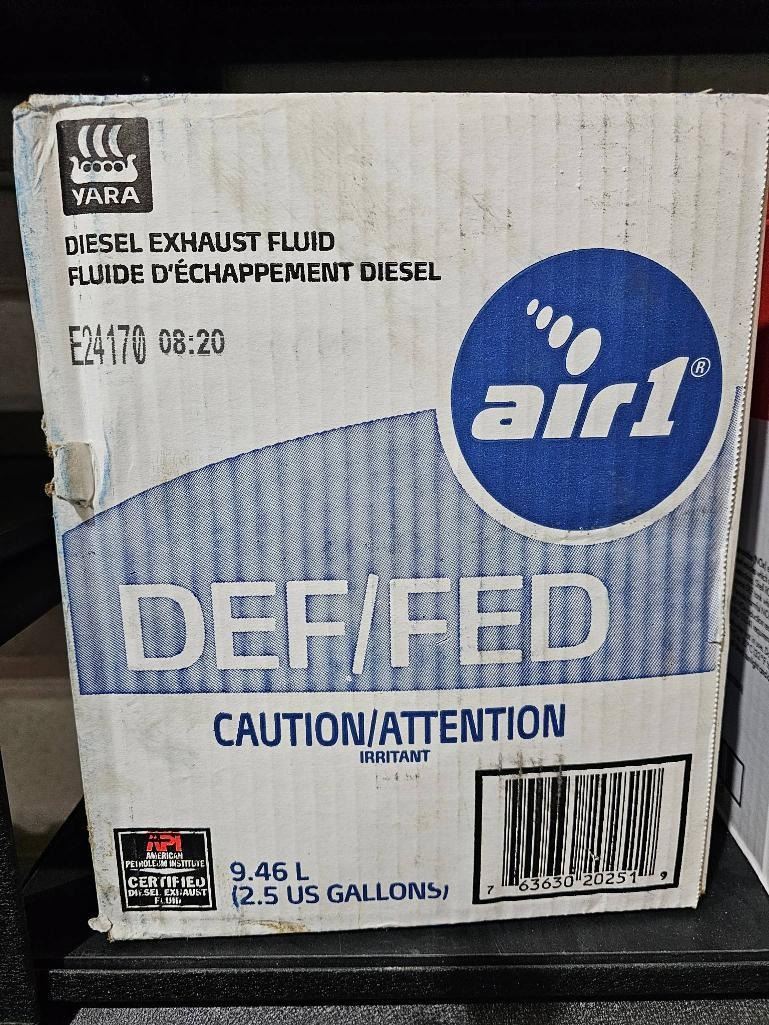 YARA
DIESEL EXHAUST FLUID
FLUIDE D'ÉCHAPPEMENT DIESEL
E24170 08:20
air1®
DEF/FED
CAUTION/ATTENTION
IRRITANT
API
AMERICAN
PETROLEUM INSTITUTE
CERTIFIED
DIESEL EXHAUST
FLUID
9.46 L
(2.5 US GALLONS)
7 63630 20251 9